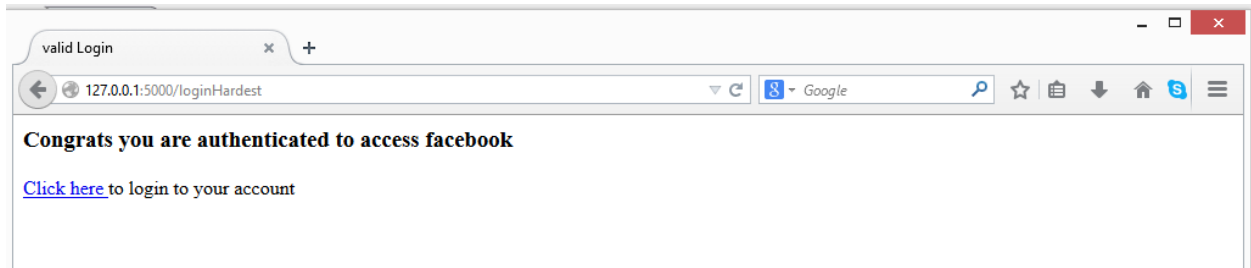 valid Login
127.0.0.1:5000/loginHardest
8 Google
Congrats you are authenticated to access facebook
Click here to login to your account